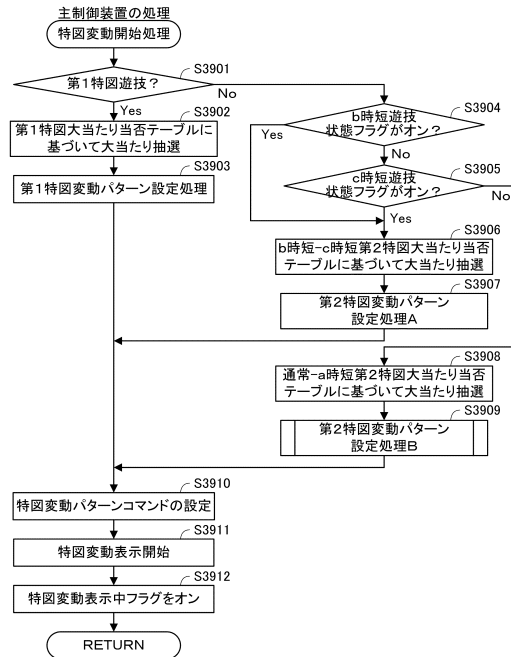 主制御装置の処理
特図変動開始処理
S3901
第1特図遊技？
No
Yes
S3902
第1特図大当たり当否テーブルに
基づいて大当たり抽選
S3903
第1特図変動パターン設定処理
S3904
b時短遊技
状態フラグがオン？
Yes
No
S3905
c時短遊技
状態フラグがオン？
No
Yes
S3906
b時短-c時短第2特図大当たり当否
テーブルに基づいて大当たり抽選
S3907
第2特図変動パターン
設定処理A
S3908
通常-a時短第2特図大当たり当否
テーブルに基づいて大当たり抽選
S3909
第2特図変動パターン
設定処理B
S3910
特図変動パターンコマンドの設定
S3911
特図変動表示開始
S3912
特図変動表示中フラグをオン
RETURN